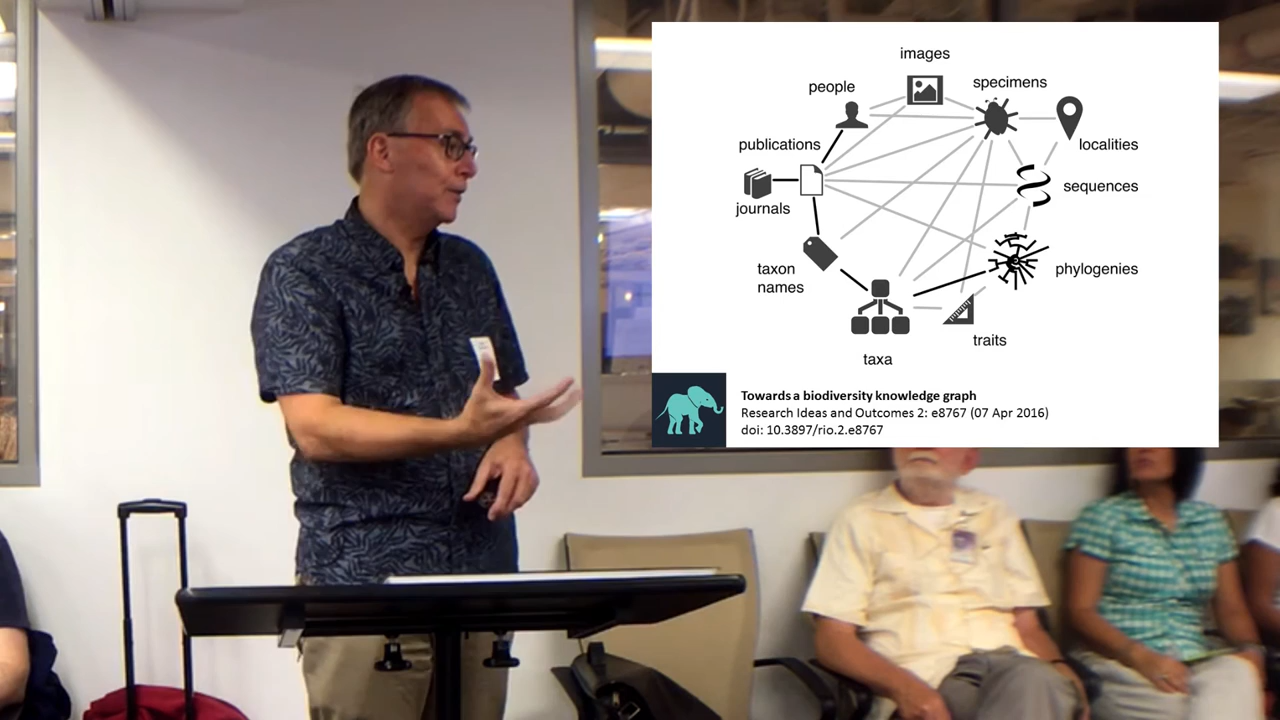 images
people
specimens
publications
localities
journals
sequences
taxon
names
phylogenies
traits
taxa
Towards a biodiversity knowledge graph
Research Ideas and Outcomes 2: e8767 (07 Apr 2016)
doi: 10.3897/rio.2.e8767